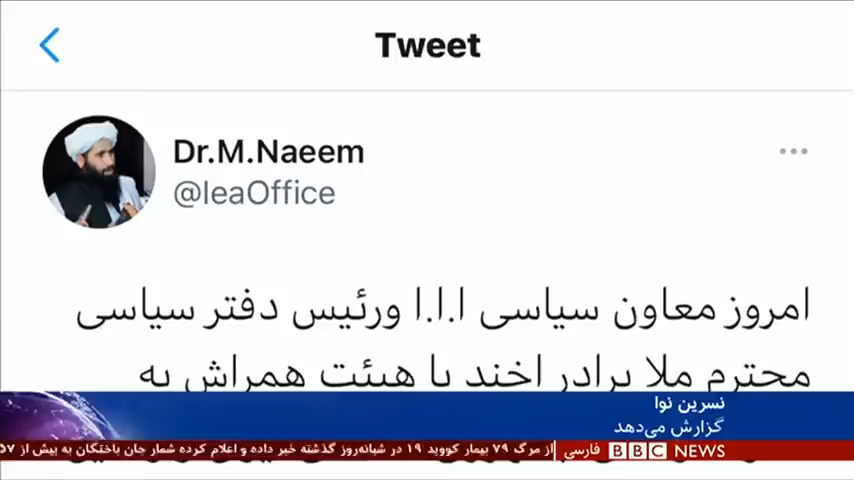 Tweet
Dr.M.Naeem
@IeaOffice
امروز معاون سیاسی ا.ا.ا ورئیس دفتر سیاسی
محترم ملا برادر اخند با هیئت همراش به
نسرین نوا
گزارش می‌دهد
از مرگ ۷۹ بیمار کووید ۱۹ در شبانه‌روز گذشته خبر داده و اعلام کرده شمار جان باختگان به بیش از ۵۷
BBC NEWS فارسی